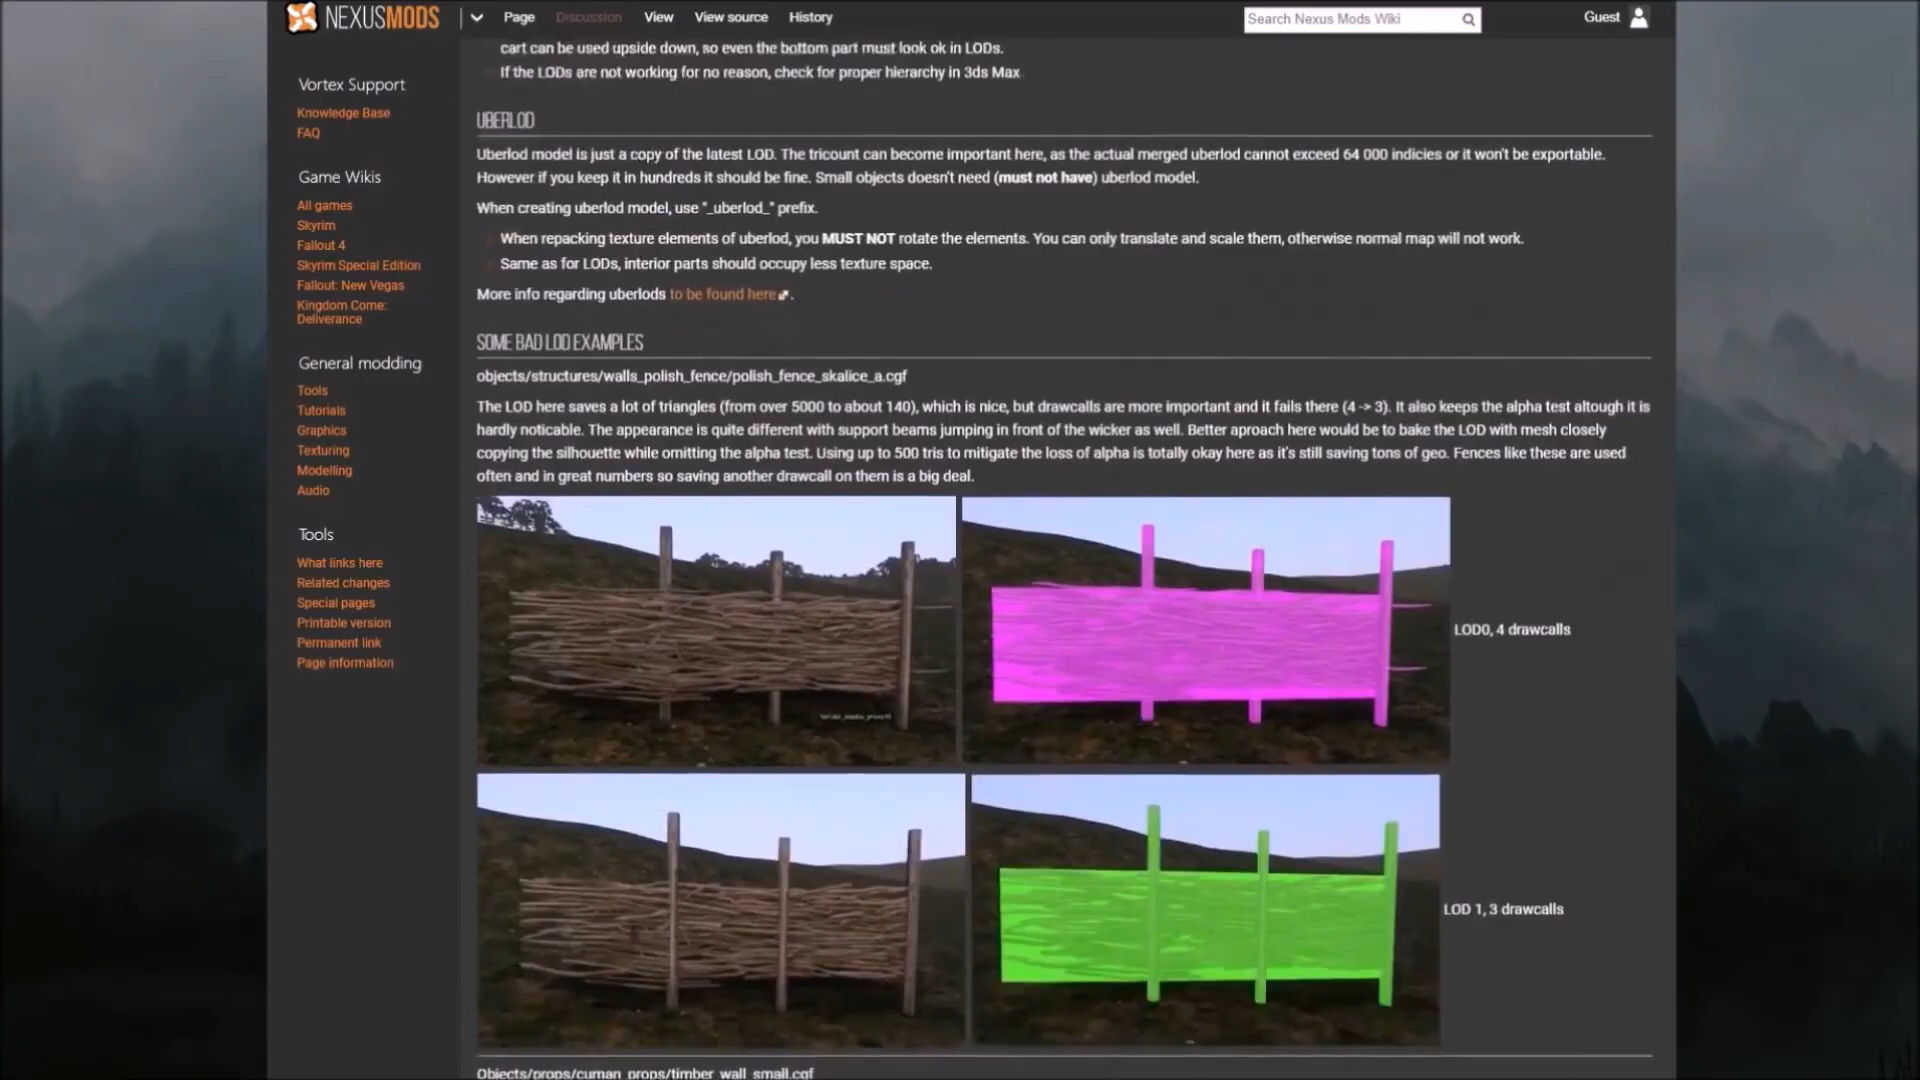 NEXUSMODS
Page Discussion View View source History
Search Nexus Mods Wiki
Guest
Vortex Support
Knowledge Base
FAQ
Game Wikis
All games
Skyrim
Fallout 4
Skyrim Special Edition
Fallout: New Vegas
Kingdom Come:
Deliverance
General modding
Tools
Tutorials
Graphics
Texturing
Modelling
Audio
Tools
What links here
Related changes
Special pages
Printable version
Permanent link
Page information
cart can be used upside down, so even the bottom part must look ok in LODs.
If the LODs are not working for no reason, check for proper hierarchy in 3ds Max
UBERLOD
Uberlod model is just a copy of the latest LOD. The tricount can become important here, as the actual merged uberlod cannot exceed 64 000 indicies or it won't be exportable.
However if you keep it in hundreds it should be fine. Small objects doesn't need (must not have) uberlod model.
When creating uberlod model, use "_uberlod_" prefix.
When repacking texture elements of uberlod, you MUST NOT rotate the elements. You can only translate and scale them, otherwise normal map will not work.
Same as for LODs, interior parts should occupy less texture space.
More info regarding uberlods to be found here.
SOME BAD LOD EXAMPLES
objects/structures/walls_polish_fence/polish_fence_skalice_a.cgf
The LOD here saves a lot of triangles (from over 5000 to about 140), which is nice, but drawcalls are more important and it fails there (4 -> 3). It also keeps the alpha test altough it is
hardly noticable. The appearance is quite different with support beams jumping in front of the wicker as well. Better aproach here would be to bake the LOD with mesh closely
copying the silhouette while omitting the alpha test. Using up to 500 tris to mitigate the loss of alpha is totally okay here as it's still saving tons of geo. Fences like these are used
often and in great numbers so saving another drawcall on them is a big deal.
LOD0, 4 drawcalls
LOD 1, 3 drawcalls
Objects/props/cuman_props/timber_wall_small.cgf